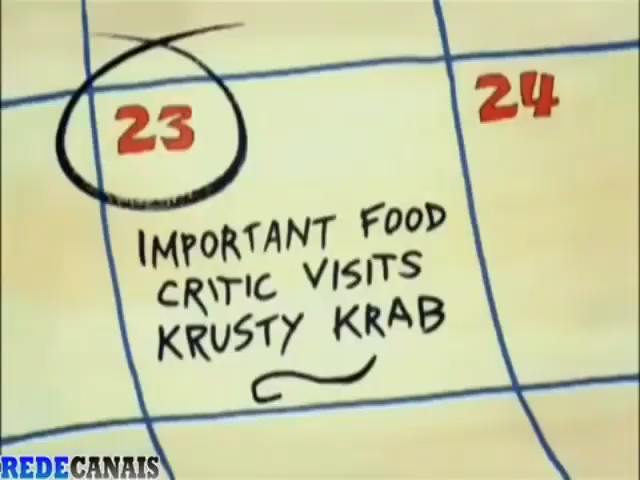 23
24
IMPORTANT FOOD
CRITIC VISITS
KRUSTY KRAB
REDECANAIS